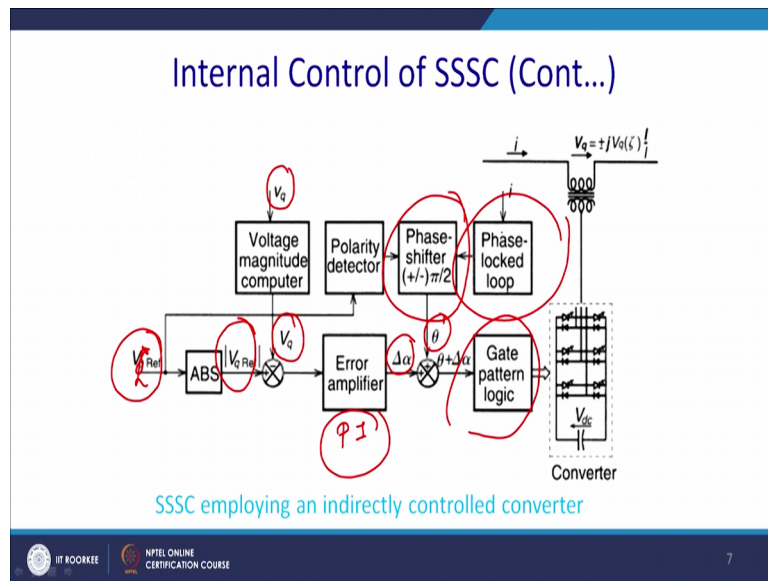 Internal Control of SSSC (Cont...)
i
Vq = ±jVq(ζ) i/i
vq
i
Voltage
magnitude
computer
Polarity
detector
Phase-
shifter
(+/-)π/2
Phase-
locked
loop
Vq
θ
Ref
ABS
|Vq Re
Error
amplifier
Δα
θ+Δα
Gate
pattern
logic
Vdc
PI
Converter
SSSC employing an indirectly controlled converter
IIT ROORKEE
NPTEL ONLINE
CERTIFICATION COURSE
7